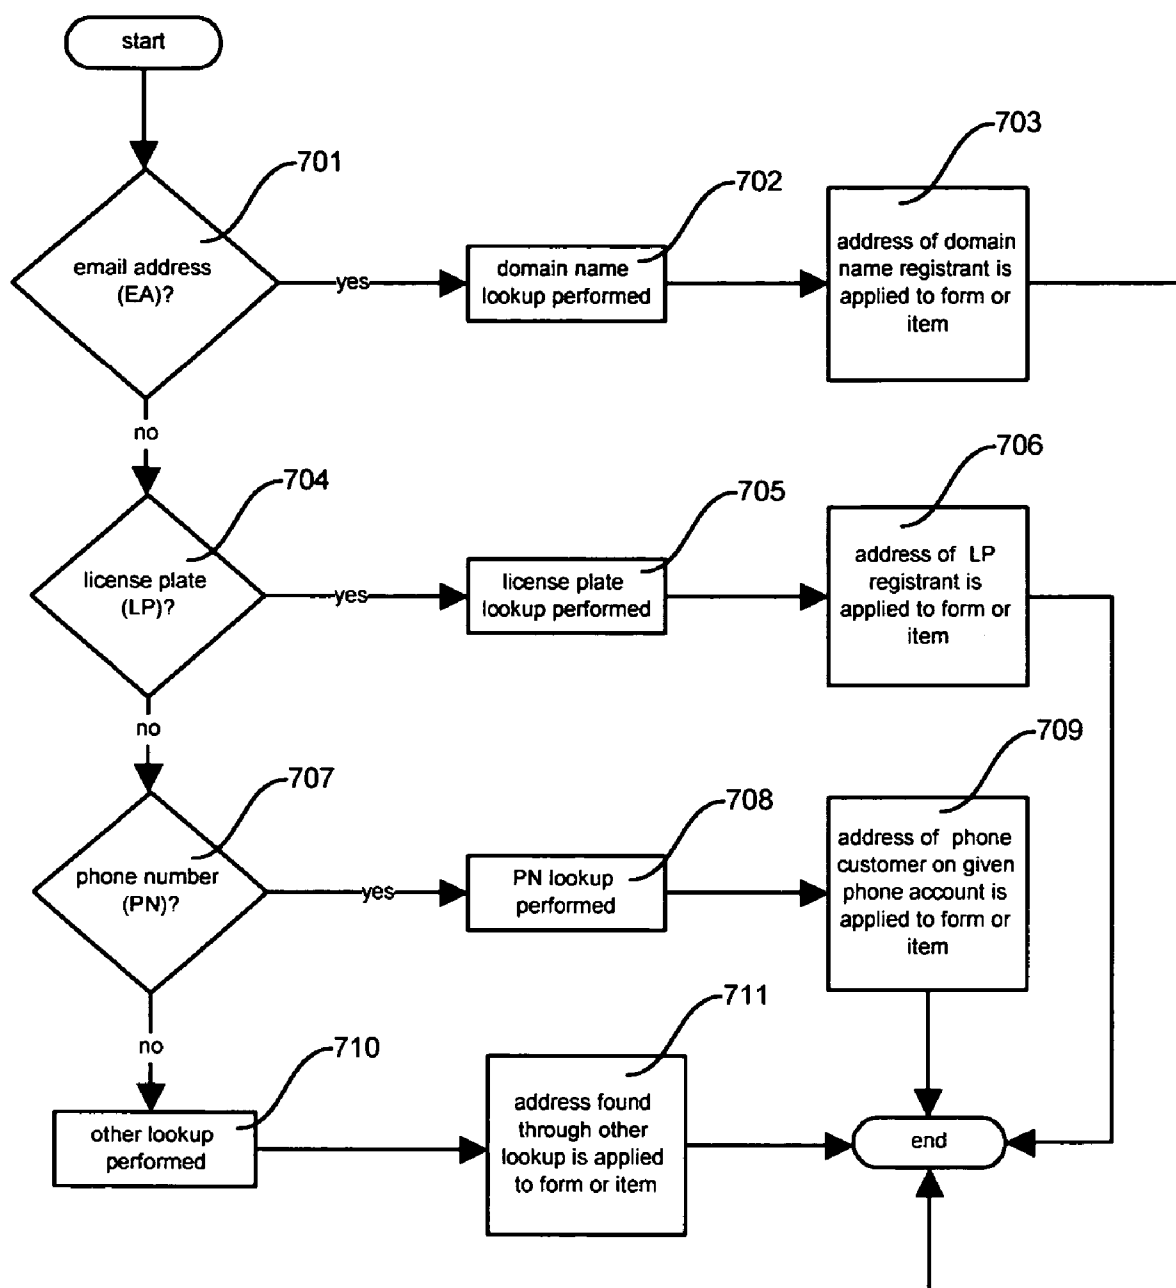 start
701
email address
(EA)?
yes
702
domain name
lookup performed
703
address of domain
name registrant is
applied to form or
item
no
704
license plate
(LP)?
yes
705
license plate
lookup performed
706
address of LP
registrant is
applied to form or
item
no
707
phone number
(PN)?
yes
708
PN lookup
performed
709
address of phone
customer on given
phone account is
applied to form or
item
no
710
other lookup
performed
711
address found
through other
lookup is applied
to form or item
end